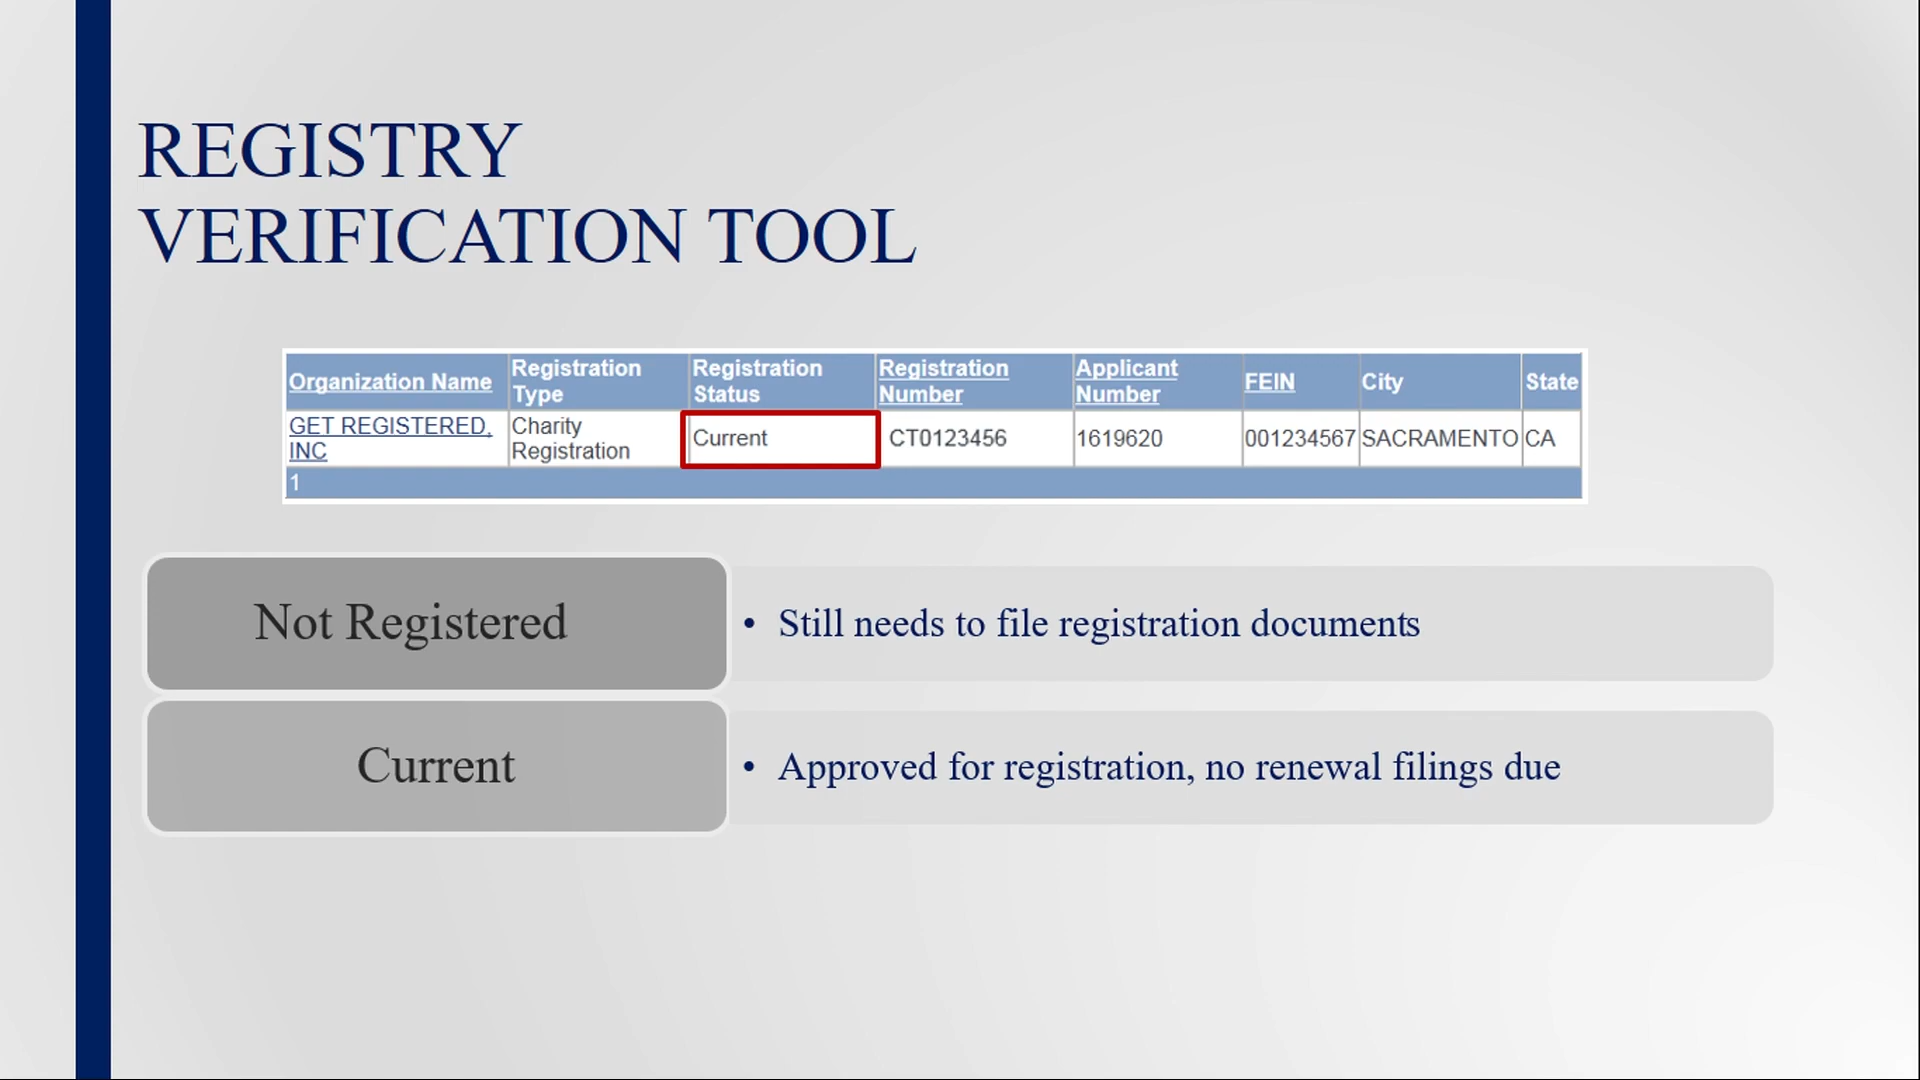 REGISTRY
VERIFICATION TOOL
Organization Name Registration Type Registration Status Registration Number Applicant Number FEIN City State
GET REGISTERED, INC Charity Registration Current CT0123456 1619620 001234567 SACRAMENTO CA
1
Not Registered
• Still needs to file registration documents
Current
• Approved for registration, no renewal filings due